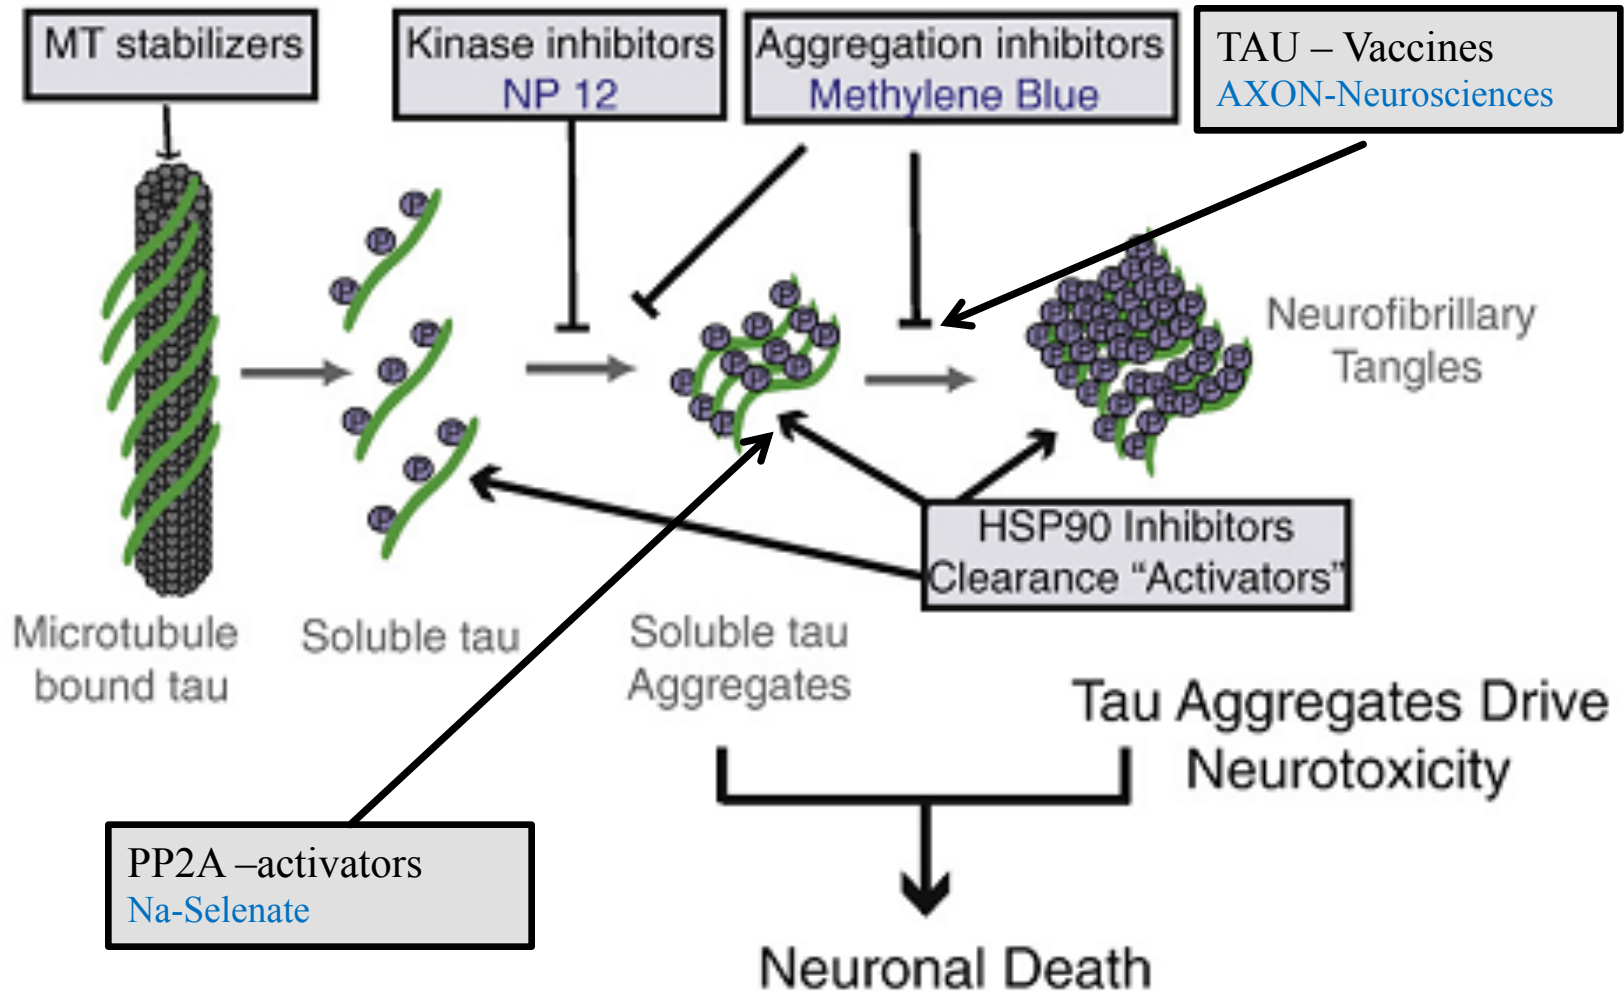 MT stabilizers
Kinase inhibitors
NP 12
Aggregation inhibitors
Methylene Blue
TAU – Vaccines
AXON-Neurosciences
P P P P P P P P P
Neurofibrillary
Tangles
HSP90 Inhibitors
Clearance “Activators”
Microtubule
bound tau
Soluble tau
Soluble tau
Aggregates
Tau Aggregates Drive
Neurotoxicity
PP2A –activators
Na-Selenate
Neuronal Death